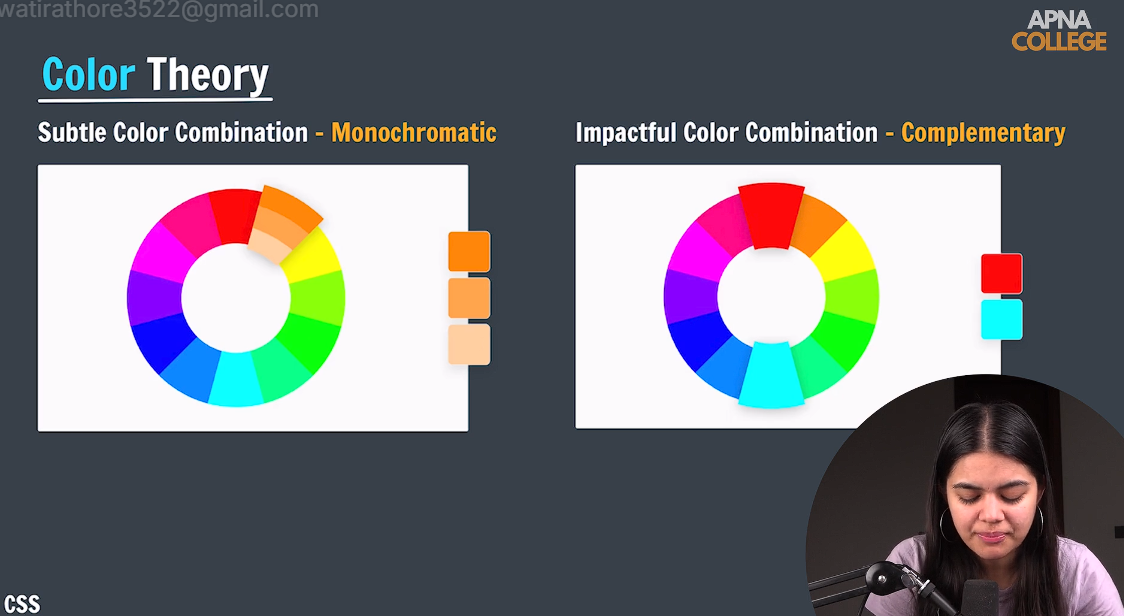 watirathore3522@gmail.com
APNA
COLLEGE
Color Theory
Subtle Color Combination - Monochromatic
Impactful Color Combination - Complementary
CSS